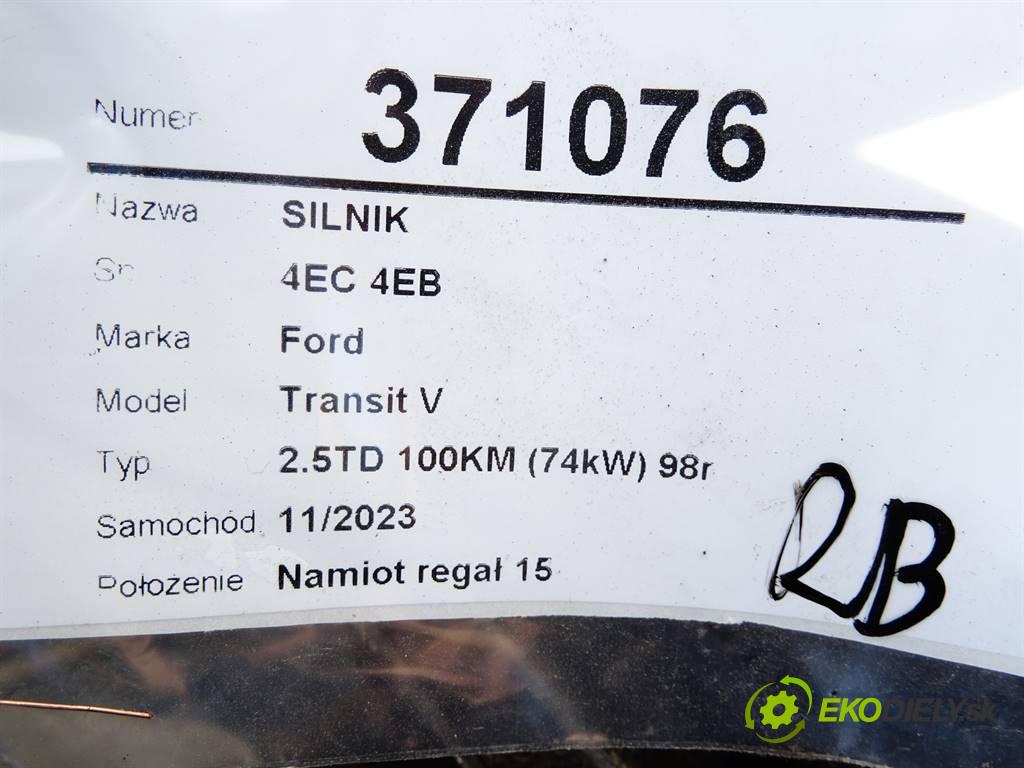 Numer 371076
Nazwa SILNIK
Sn 4EC 4EB
Marka Ford
Model Transit V
Typ 2.5TD 100KM (74kW) 98r
Samochód 11/2023
Położenie Namiot regał 15
RB
EKODIELY.sk